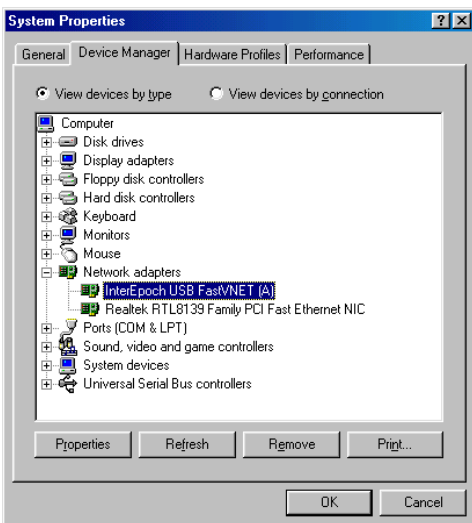 System Properties
General Device Manager Hardware Profiles Performance
View devices by type View devices by connection
Computer
Disk drives
Display adapters
Floppy disk controllers
Hard disk controllers
Keyboard
Monitors
Mouse
Network adapters
InterEpoch USB FastVNET (A)
Realtek RTL8139 Family PCI Fast Ethernet NIC
Ports (COM & LPT)
Sound, video and game controllers
System devices
Universal Serial Bus controllers
Properties Refresh Remove Print...
OK Cancel